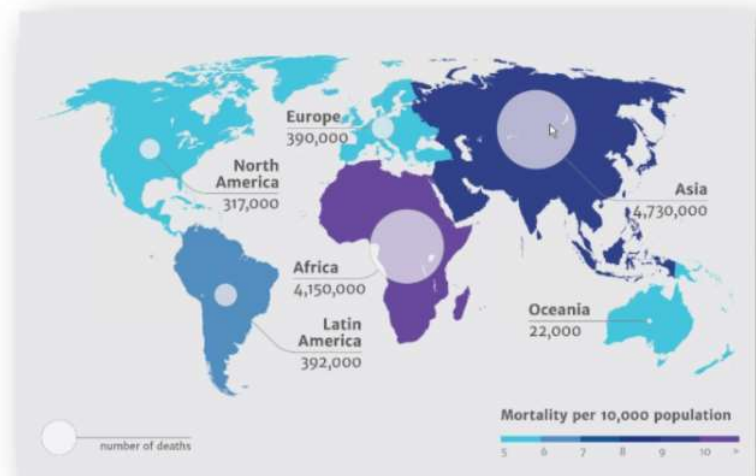 Europe
390,000
North
America
317,000
Asia
4,730,000
Africa
4,150,000
Latin
America
392,000
Oceania
22,000
number of deaths
Mortality per 10,000 population
5 6 7 8 9 10 >